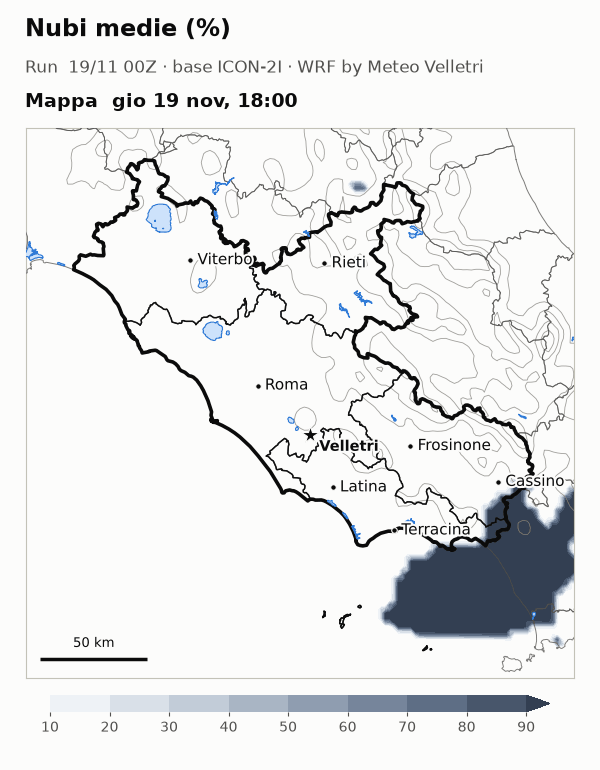 Nubi medie (%)
Run 19/11 00Z · base ICON-2I · WRF by Meteo Velletri
Mappa gio 19 nov, 18:00
Viterbo
Rieti
Roma
Velletri
Frosinone
Cassino
Latina
Terracina
50 km
10 20 30 40 50 60 70 80 90